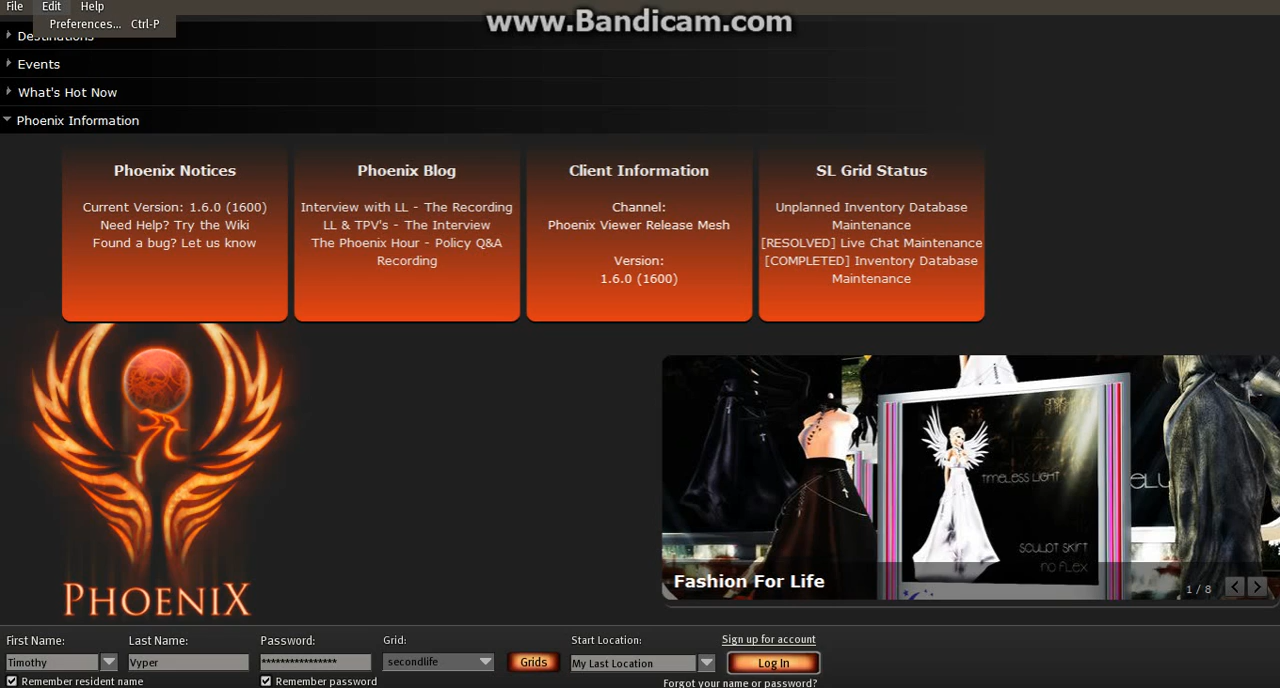 File Edit Help
www.Bandicam.com
Preferences... Ctrl-P
Destinations
Events
What's Hot Now
Phoenix Information
Phoenix Notices
Current Version: 1.6.0 (1600)
Need Help? Try the Wiki
Found a bug? Let us know
Phoenix Blog
Interview with LL - The Recording
LL & TPV's - The Interview
The Phoenix Hour - Policy Q&A
Recording
Client Information
Channel:
Phoenix Viewer Release Mesh
Version:
1.6.0 (1600)
SL Grid Status
Unplanned Inventory Database
Maintenance
[RESOLVED] Live Chat Maintenance
[COMPLETED] Inventory Database
Maintenance
PHOENIX
TIMELESS LIGHT
SCULPT SKIRT
NO FLEX
Fashion For Life
1 / 8
First Name: Last Name: Password: Grid: Start Location: Sign up for account
Timothy Vyper **************** secondlife Grids My Last Location Log In
Remember resident name Remember password Forgot your name or password?